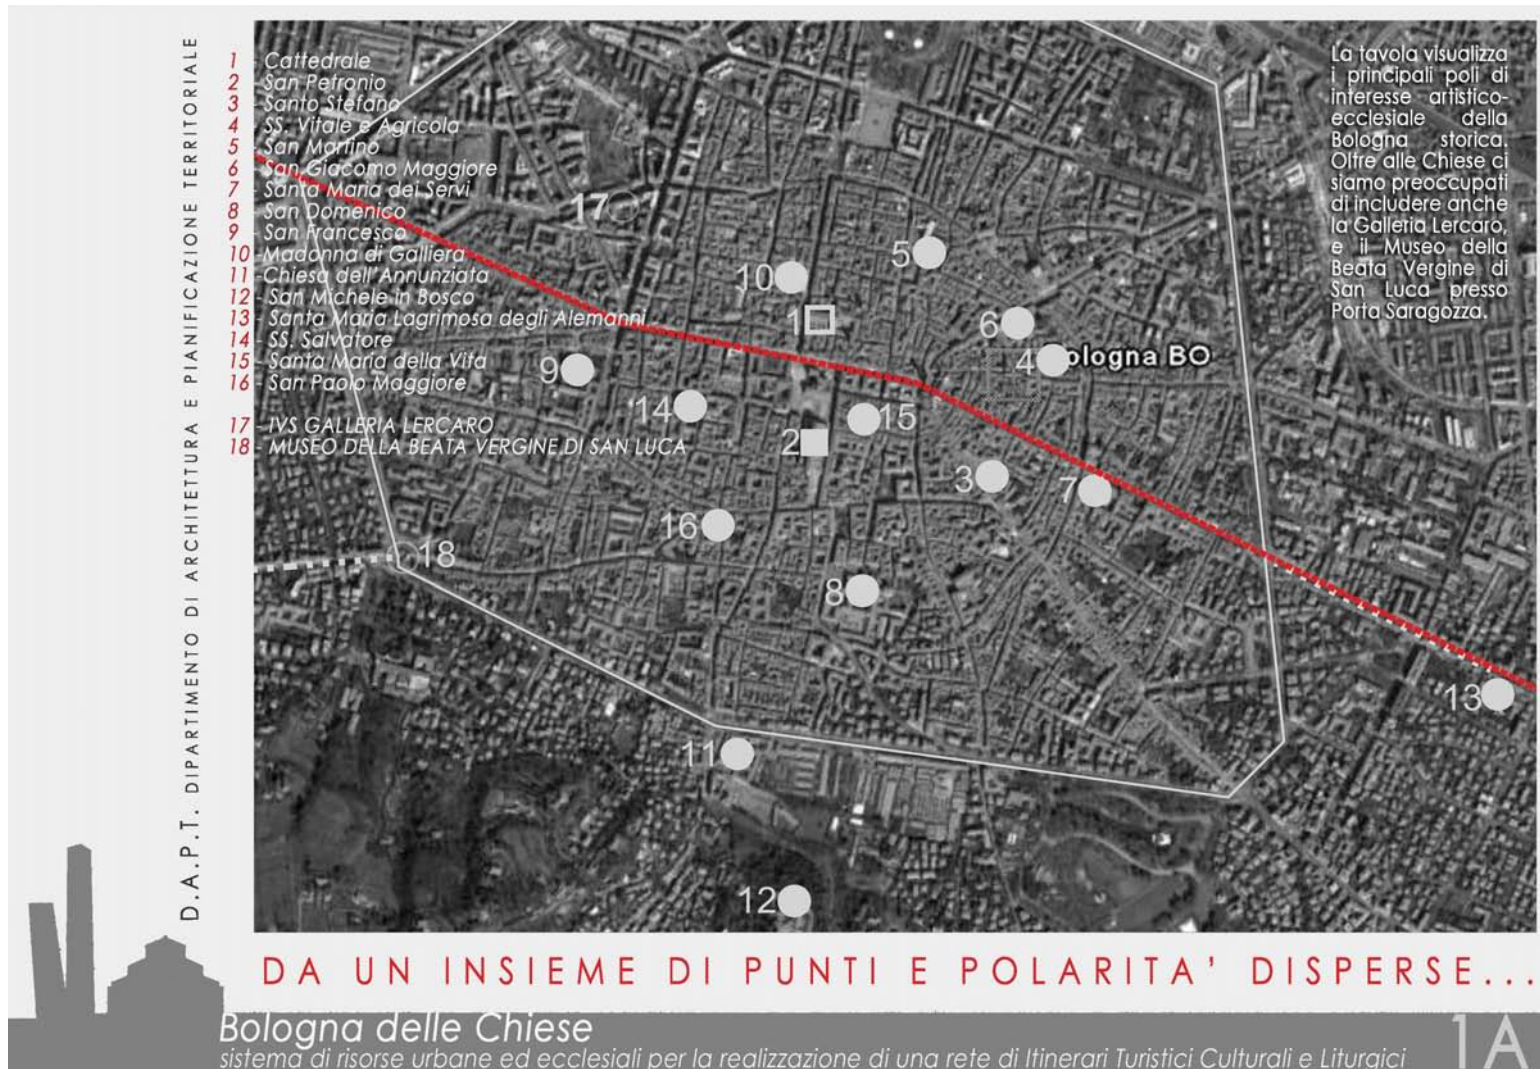 D.A.P.T. DIPARTIMENTO DI ARCHITETTURA E PIANIFICAZIONE TERRITORIALE
1 Cattedrale
2 San Petronio
3 Santo Stefano
4 SS. Vitale e Agricola
5 San Martino
6 San Giacomo Maggiore
7 Santa Maria dei Servi
8 San Domenico
9 San Francesco
10 Madonna di Galliera
11 Chiesa dell'Annunziata
12 San Michele in Bosco
13 Santa Maria Lagrimosa degli Alemanni
14 SS. Salvatore
15 Santa Maria della Vita
16 San Paolo Maggiore
17 IVS GALLERIA LERCARO
18 MUSEO DELLA BEATA VERGINE DI SAN LUCA
La tavola visualizza
i principali poli di
interesse artistico-
ecclesiale della
Bologna storica.
Oltre alle Chiese ci
siamo preoccupati
di includere anche
la Galleria Lercaro,
e il Museo della
Beata Vergine di
San Luca presso
Porta Saragozza.
17
5
10
1
6
4
ologna BO
9
14
15
2
3
7
16
18
8
13
11
12
DA UN INSIEME DI PUNTI E POLARITA' DISPERSE...
Bologna delle Chiese
sistema di risorse urbane ed ecclesiali per la realizzazione di una rete di Itinerari Turistici Culturali e Liturgici
1A